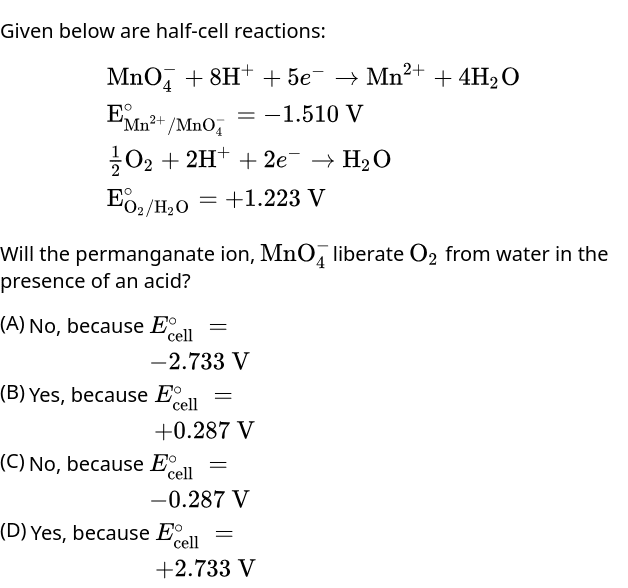 Given below are half-cell reactions:
MnO₄⁻ + 8H⁺ + 5e⁻ → Mn²⁺ + 4H₂O
E°Mn²⁺/MnO₄⁻ = −1.510 V
½O₂ + 2H⁺ + 2e⁻ → H₂O
E°O₂/H₂O = +1.223 V
Will the permanganate ion, MnO₄⁻ liberate O₂ from water in the
presence of an acid?
(A) No, because E°cell =
−2.733 V
(B) Yes, because E°cell =
+0.287 V
(C) No, because E°cell =
−0.287 V
(D) Yes, because E°cell =
+2.733 V